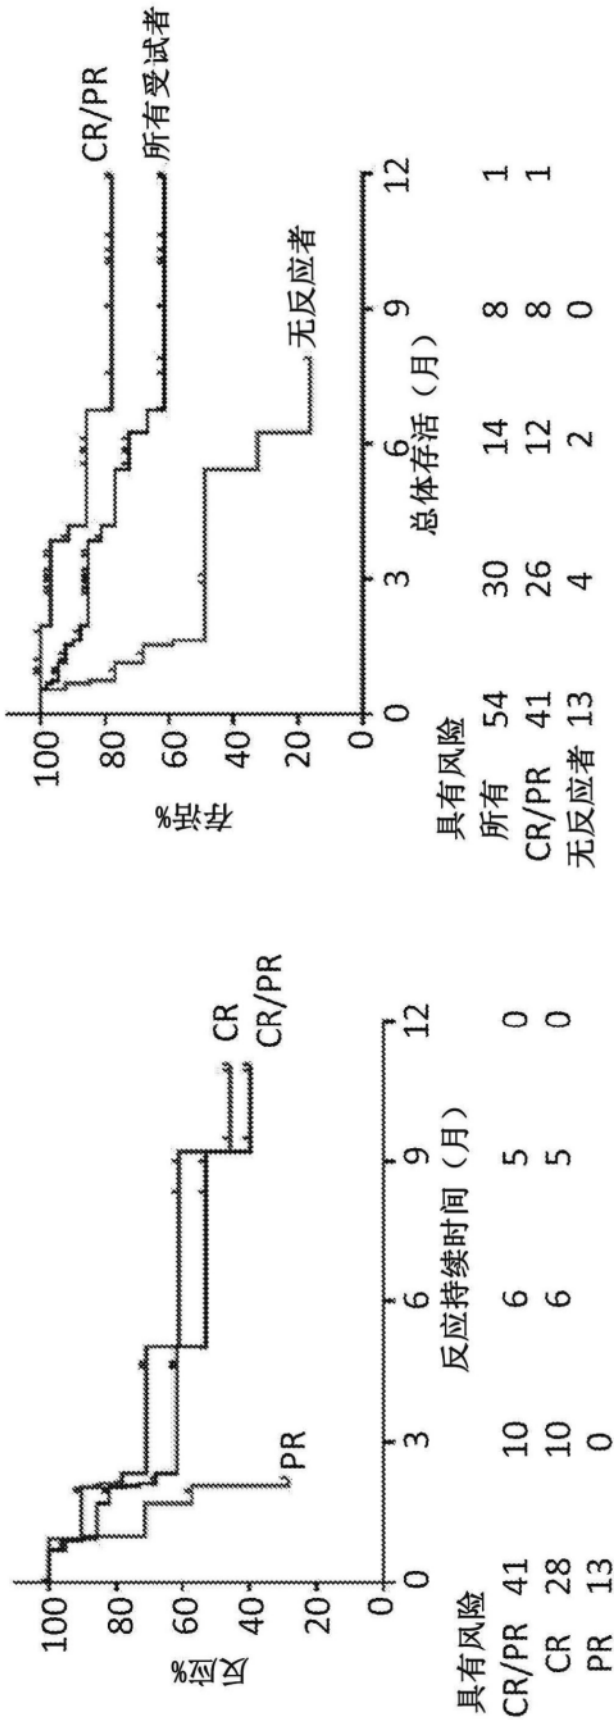 反应%
100
80
60
40
20
0
CR
CR/PR
PR
0 3 6 9 12
反应持续时间（月）
具有风险
CR/PR 41 10 6 5 0
CR 28 10 6 5 0
PR 13 0
存活%
100
80
60
40
20
0
CR/PR
所有受试者
无反应者
0 3 6 9 12
总体存活（月）
具有风险
所有 54 30 14 8 1
CR/PR 41 26 12 8 1
无反应者 13 4 2 0